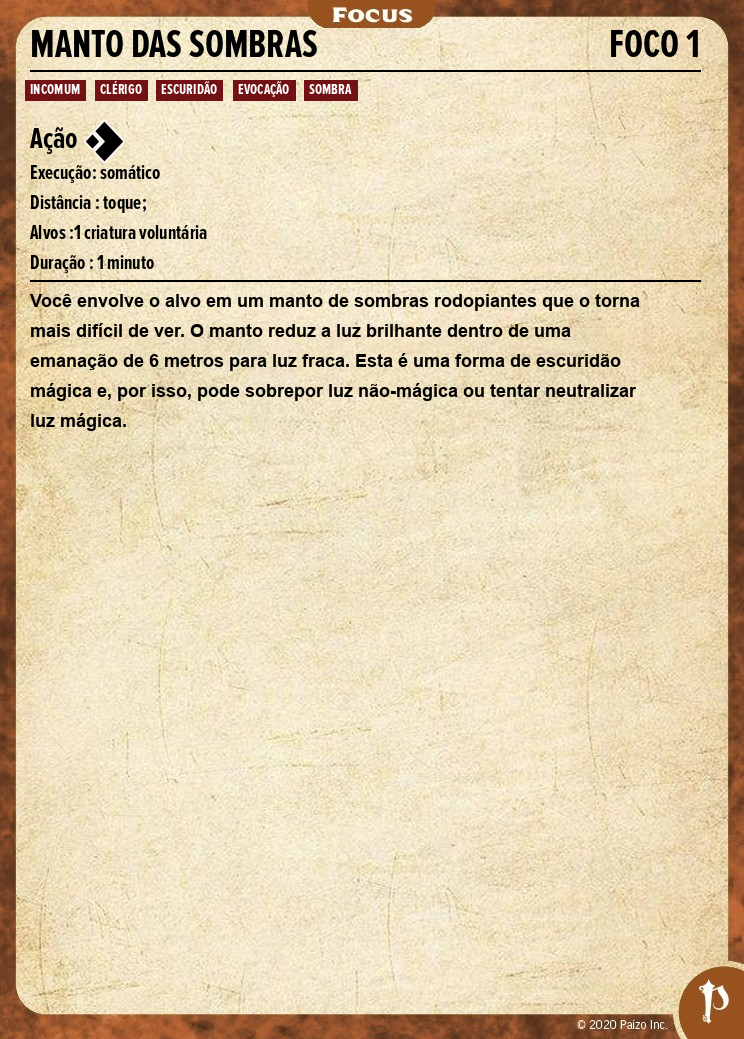 Focus
MANTO DAS SOMBRAS FOCO 1
INCOMUM CLÉRIGO ESCURIDÃO EVOCAÇÃO SOMBRA
Ação
Execução: somático
Distância : toque;
Alvos :1 criatura voluntária
Duração : 1 minuto
Você envolve o alvo em um manto de sombras rodopiantes que o torna
mais difícil de ver. O manto reduz a luz brilhante dentro de uma
emanação de 6 metros para luz fraca. Esta é uma forma de escuridão
mágica e, por isso, pode sobrepor luz não-mágica ou tentar neutralizar
luz mágica.
© 2020 Paizo Inc.
P